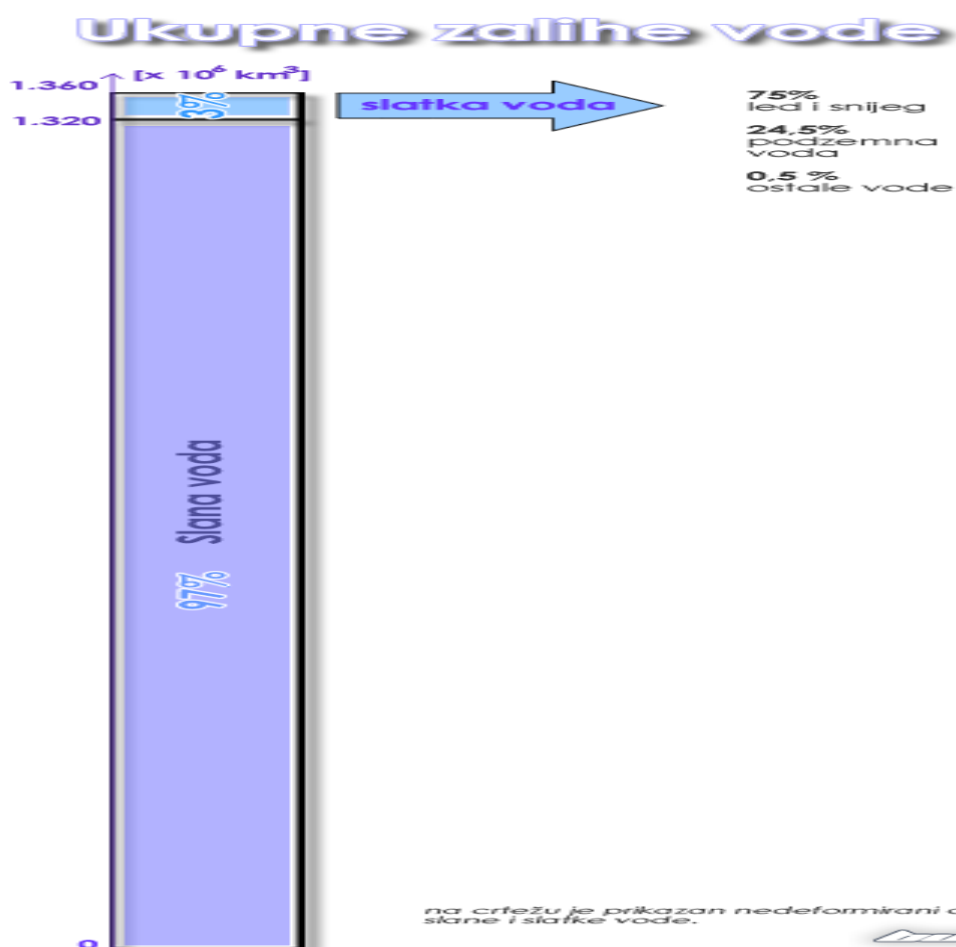 Ukupne zalihe vode
[x 10⁶ km³]
1.360
3%
1.320
slatka voda
75%
led i snijeg
24,5%
podzemna
voda
0,5 %
ostale vode
97% Slana voda
na crtežu je prikazan nedeformirani
slane i slatke vode.
0